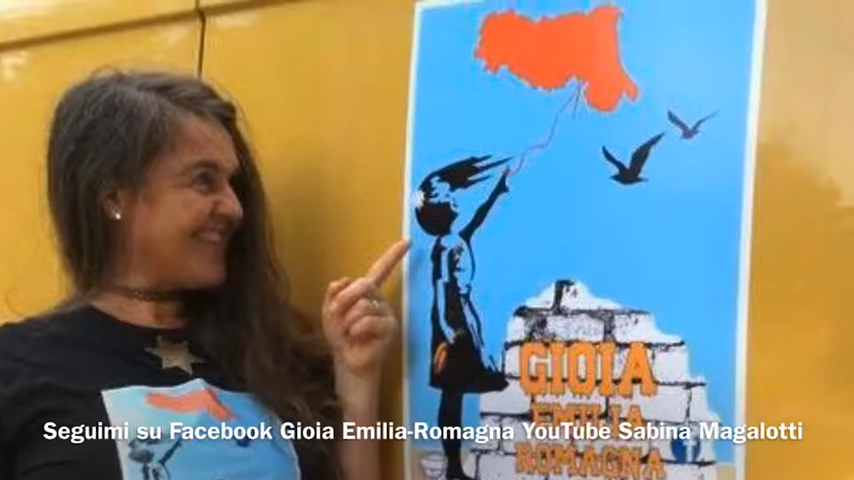 GIOIA
EMILIA
ROMAGNA
Seguimi su Facebook Gioia Emilia-Romagna YouTube Sabina Magalotti